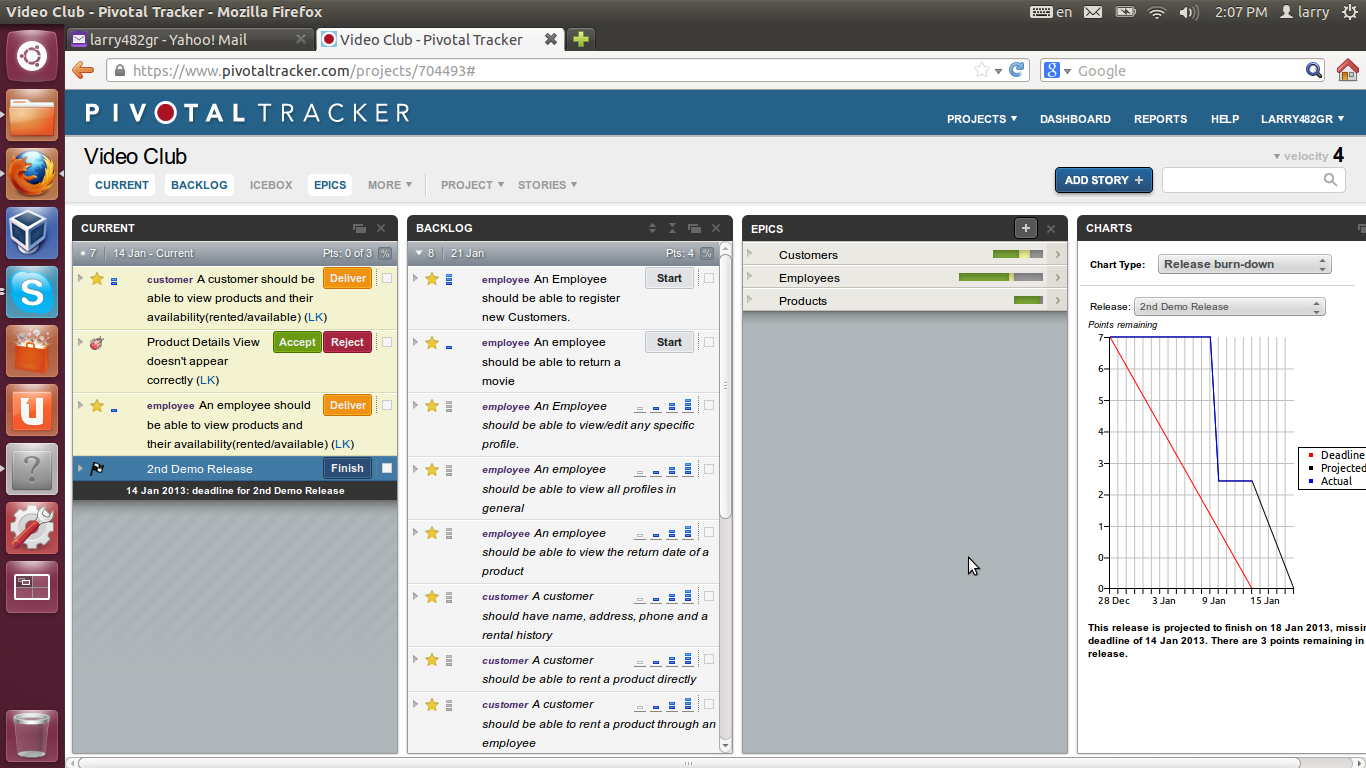 Video Club - Pivotal Tracker - Mozilla Firefox
en
2:07 PM
larry
larry482gr - Yahoo! Mail
Video Club - Pivotal Tracker
https://www.pivotaltracker.com/projects/704493#
Google
PIVOTAL TRACKER
PROJECTS
DASHBOARD
REPORTS
HELP
LARRY482GR
Video Club
velocity 4
CURRENT
BACKLOG
ICEBOX
EPICS
MORE
PROJECT
STORIES
ADD STORY +
CURRENT
7 14 Jan - Current Pts: 0 of 3 %
customer A customer should be
able to view products and their
availability(rented/available) (LK)
Deliver
Product Details View
doesn't appear
correctly (LK)
Accept Reject
employee An employee should
be able to view products and
their availability(rented/available) (LK)
Deliver
2nd Demo Release
Finish
14 Jan 2013: deadline for 2nd Demo Release
BACKLOG
8 21 Jan Pts: 4 %
employee An Employee
should be able to register
new Customers.
Start
employee An employee
should be able to return a
movie
Start
employee An Employee
should be able to view/edit any specific
profile.
employee An employee
should be able to view all profiles in
general
employee An employee
should be able to view the return date of a
product
customer A customer
should have name, address, phone and a
rental history
customer A customer
should be able to rent a product directly
customer A customer
should be able to rent a product through an
employee
EPICS
+
Customers
Employees
Products
CHARTS
Chart Type: Release burn-down
Release: 2nd Demo Release
Points remaining
7
6
5
4
3
2
1
0
0
28 Dec 3 Jan 9 Jan 15 Jan
Deadline
Projected
Actual
This release is projected to finish on 18 Jan 2013, missin
deadline of 14 Jan 2013. There are 3 points remaining in
release.